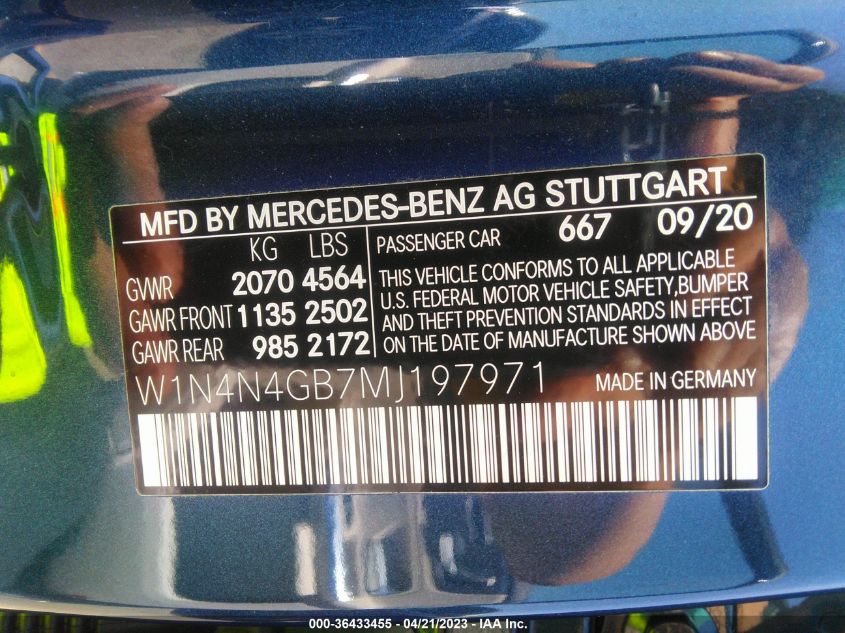 MFD BY MERCEDES-BENZ AG STUTTGART
KG LBS
GVWR 2070 4564
GAWR FRONT 1135 2502
GAWR REAR 985 2172
PASSENGER CAR 667 09/20
THIS VEHICLE CONFORMS TO ALL APPLICABLE
U.S. FEDERAL MOTOR VEHICLE SAFETY,BUMPER
AND THEFT PREVENTION STANDARDS IN EFFECT
ON THE DATE OF MANUFACTURE SHOWN ABOVE
W1N4N4GB7MJ197971 MADE IN GERMANY
000-36433455 - 04/21/2023 - IAA Inc.